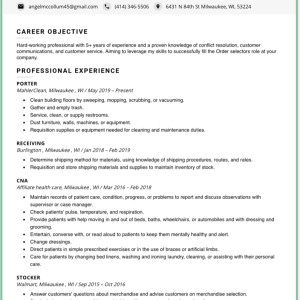 angelmccollum45@gmail.com (414) 346-5506 6431 N 84th St Milwaukee, WI, 53224
CAREER OBJECTIVE
Hard-working professional with 5+ years of experience and a proven knowledge of conflict resolution, customer
communications, and customer service. Aiming to leverage my skills to successfully fill the Order selectors role at your
company.
PROFESSIONAL EXPERIENCE
PORTER
MahlerClean, Milwaukee , WI / May 2019 – Present
• Clean building floors by sweeping, mopping, scrubbing, or vacuuming.
• Gather and empty trash.
• Service, clean, or supply restrooms.
• Dust furniture, walls, machines, or equipment.
• Requisition supplies or equipment needed for cleaning and maintenance duties.
RECEIVING
Burlington , Milwaukee , WI / Jan 2018 – Feb 2019
• Determine shipping method for materials, using knowledge of shipping procedures, routes, and rates.
• Requisition and store shipping materials and supplies to maintain inventory of stock.
CNA
Affiliate health care, Milwaukee , WI / Mar 2016 – Feb 2018
• Maintain records of patient care, condition, progress, or problems to report and discuss observations with
supervisor or case manager.
• Check patients' pulse, temperature, and respiration.
• Provide patients with help moving in and out of beds, baths, wheelchairs, or automobiles and with dressing and
grooming.
• Entertain, converse with, or read aloud to patients to keep them mentally healthy and alert.
• Change dressings.
• Direct patients in simple prescribed exercises or in the use of braces or artificial limbs.
• Care for patients by changing bed linens, washing and ironing laundry, cleaning, or assisting with their personal
care.
STOCKER
Walmart, Milwaukee , WI / Sep 2015 – Oct 2016
• Answer customers' questions about merchandise and advise customers on merchandise selection.